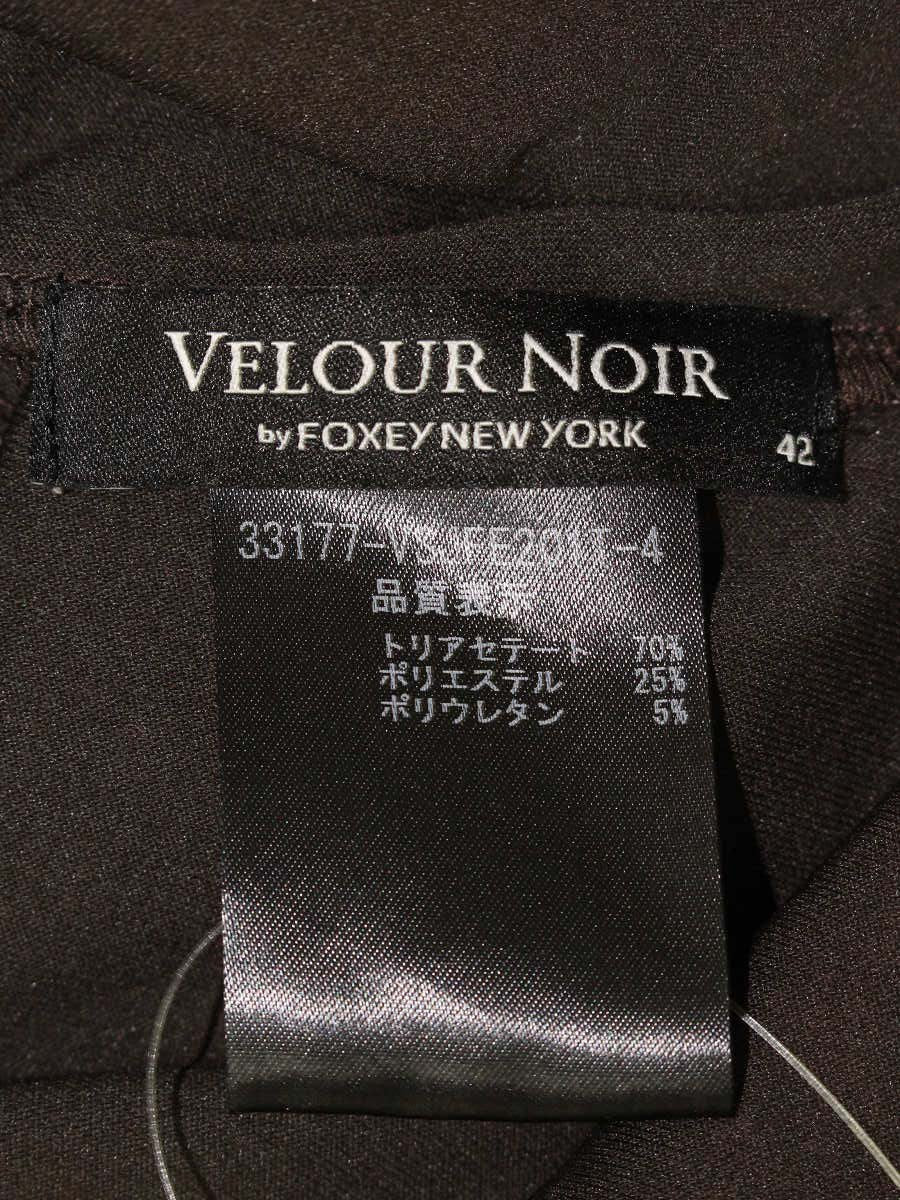 VELOUR NOIR
by FOXEY NEW YORK
42
品質表示
トリアセテート 70%
ポリエステル 25%
ポリウレタン 5%